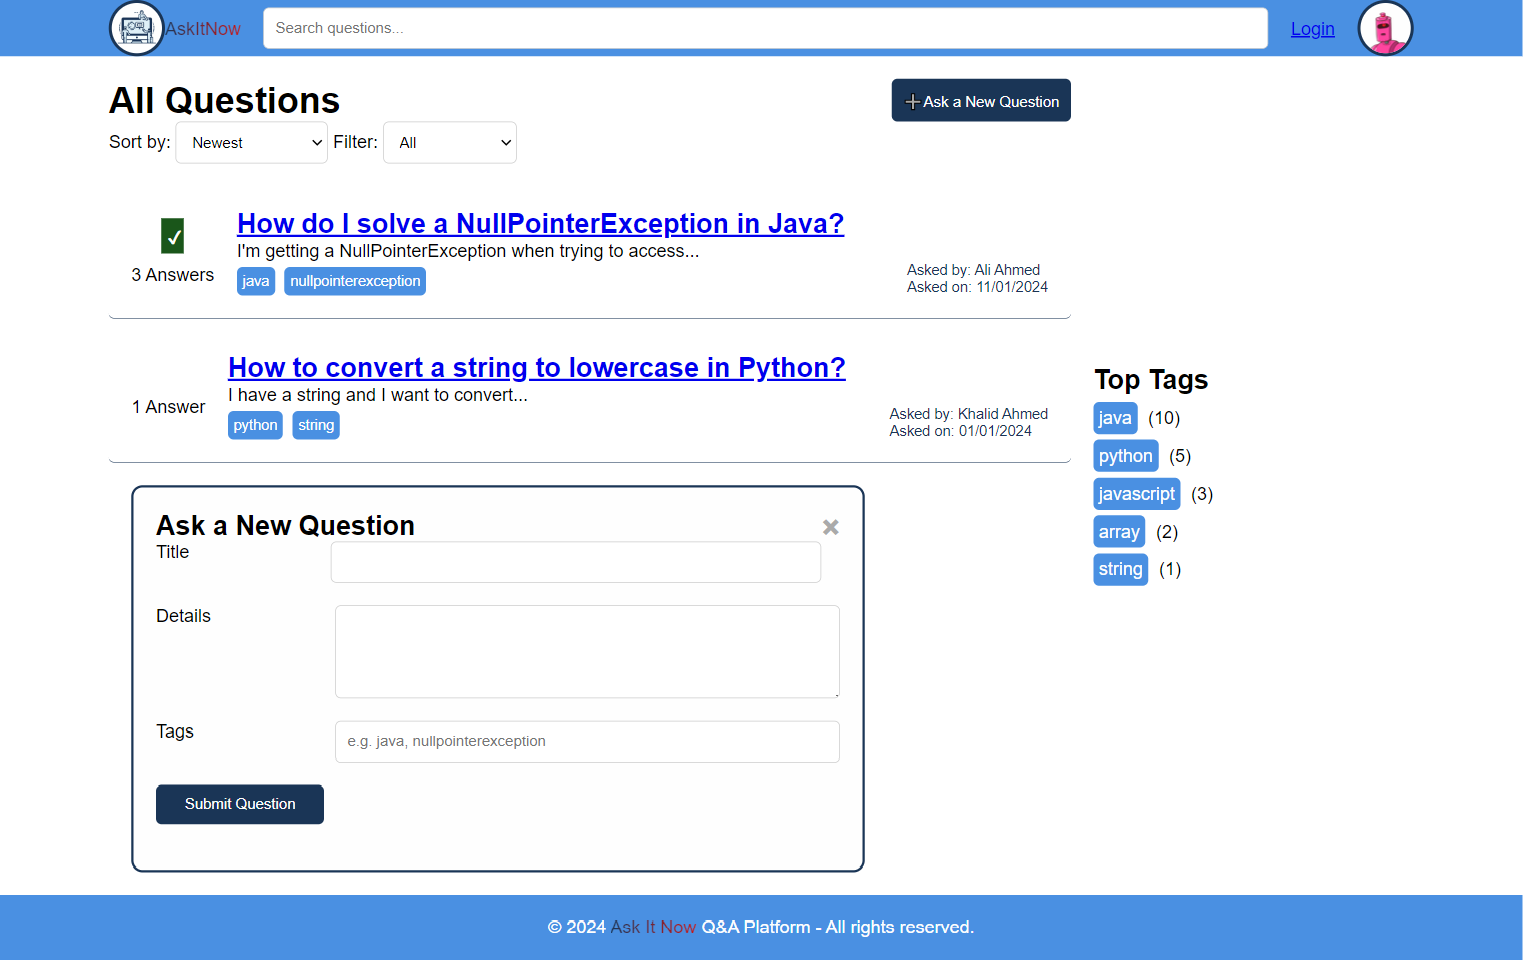 AskItNow
Search questions...
Login
All Questions
Ask a New Question
Sort by: Newest Filter: All
How do I solve a NullPointerException in Java?
I'm getting a NullPointerException when trying to access...
3 Answers
java nullpointerexception
Asked by: Ali Ahmed
Asked on: 11/01/2024
How to convert a string to lowercase in Python?
I have a string and I want to convert...
1 Answer
python string
Asked by: Khalid Ahmed
Asked on: 01/01/2024
Top Tags
java (10)
python (5)
javascript (3)
array (2)
string (1)
Ask a New Question
Title
Details
Tags
e.g. java, nullpointerexception
Submit Question
© 2024 Ask It Now Q&A Platform - All rights reserved.